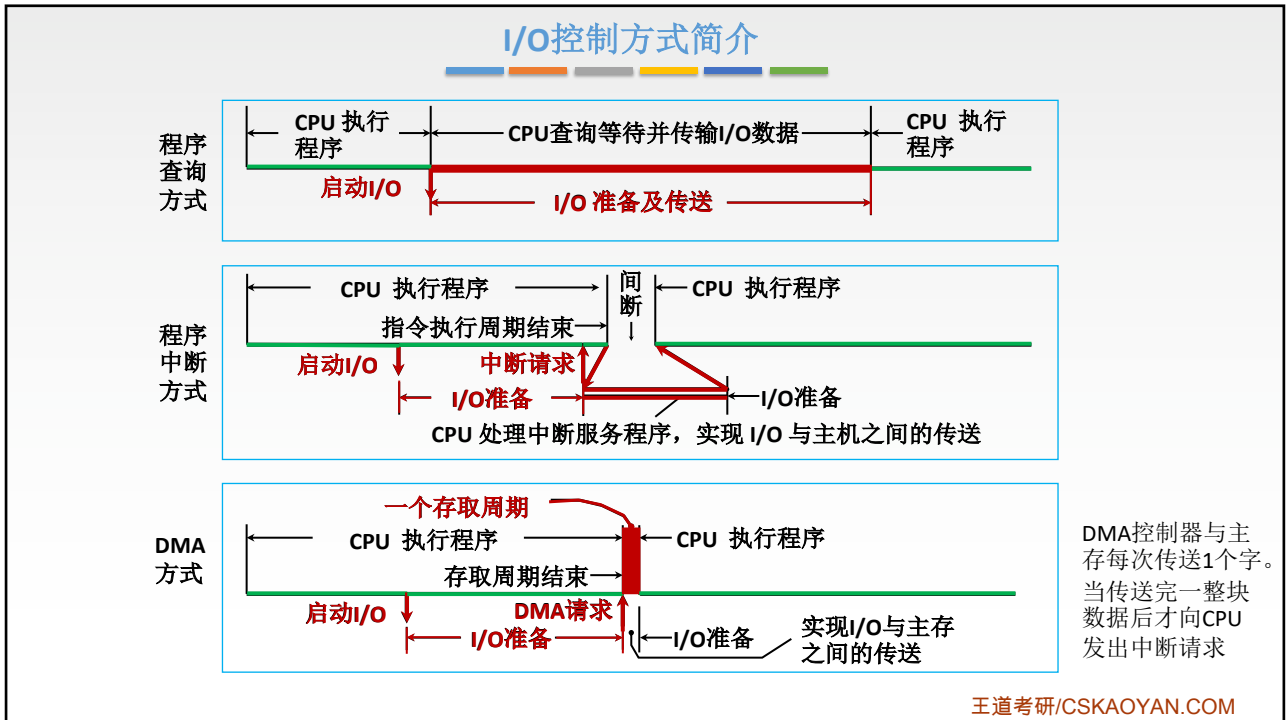 I/O控制方式简介
程序
查询
方式
CPU 执行
程序
CPU查询等待并传输I/O数据
CPU 执行
程序
启动I/O
I/O 准备及传送
程序
中断
方式
CPU 执行程序
间
断
CPU 执行程序
指令执行周期结束
启动I/O
中断请求
I/O准备
I/O准备
CPU 处理中断服务程序，实现 I/O 与主机之间的传送
DMA
方式
一个存取周期
CPU 执行程序
CPU 执行程序
存取周期结束
启动I/O
DMA请求
I/O准备
I/O准备
实现I/O与主存
之间的传送
DMA控制器与主
存每次传送1个字。
当传送完一整块
数据后才向CPU
发出中断请求
王道考研/CSKAOYAN.COM